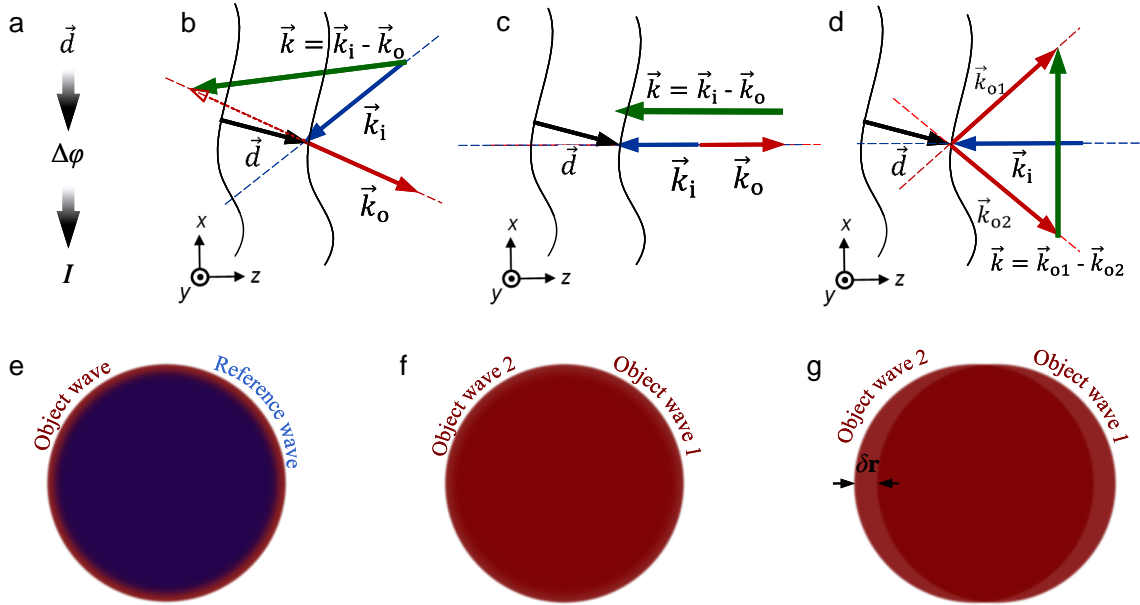 a
d⃗
Δφ
I
b
k⃗ = k⃗i - k⃗o
k⃗i
d⃗
k⃗o
x
y
z
c
k⃗ = k⃗i - k⃗o
d⃗
k⃗i
k⃗o
x
y
z
d
k⃗o1
d⃗
k⃗i
k⃗o2
k⃗ = k⃗o1 - k⃗o2
x
y
z
e
Object wave
Reference wave
f
Object wave 2
Object wave 1
g
Object wave 2
Object wave 1
δr